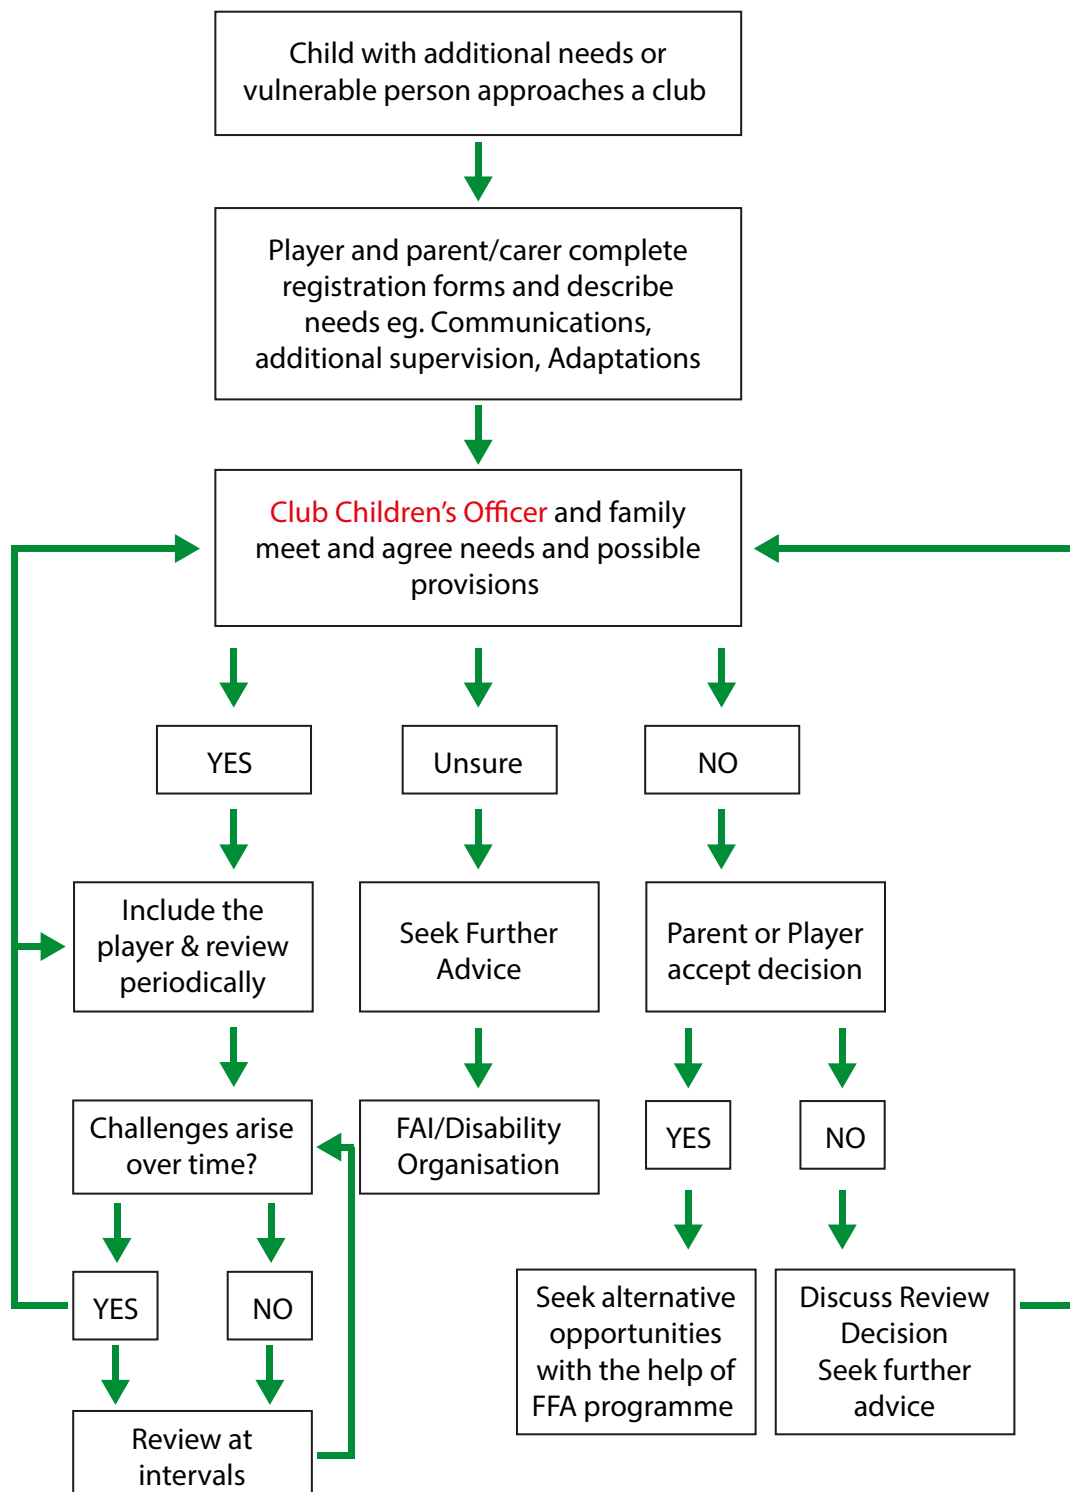 Child with additional needs or
vulnerable person approaches a club
Player and parent/carer complete
registration forms and describe
needs eg. Communications,
additional supervision, Adaptations
Club Children's Officer and family
meet and agree needs and possible
provisions
YES
Unsure
NO
Include the
player & review
periodically
Seek Further
Advice
Parent or Player
accept decision
Challenges arise
over time?
FAI/Disability
Organisation
YES
NO
YES
NO
Seek alternative
opportunities
with the help of
FFA programme
Discuss Review
Decision
Seek further
advice
Review at
intervals